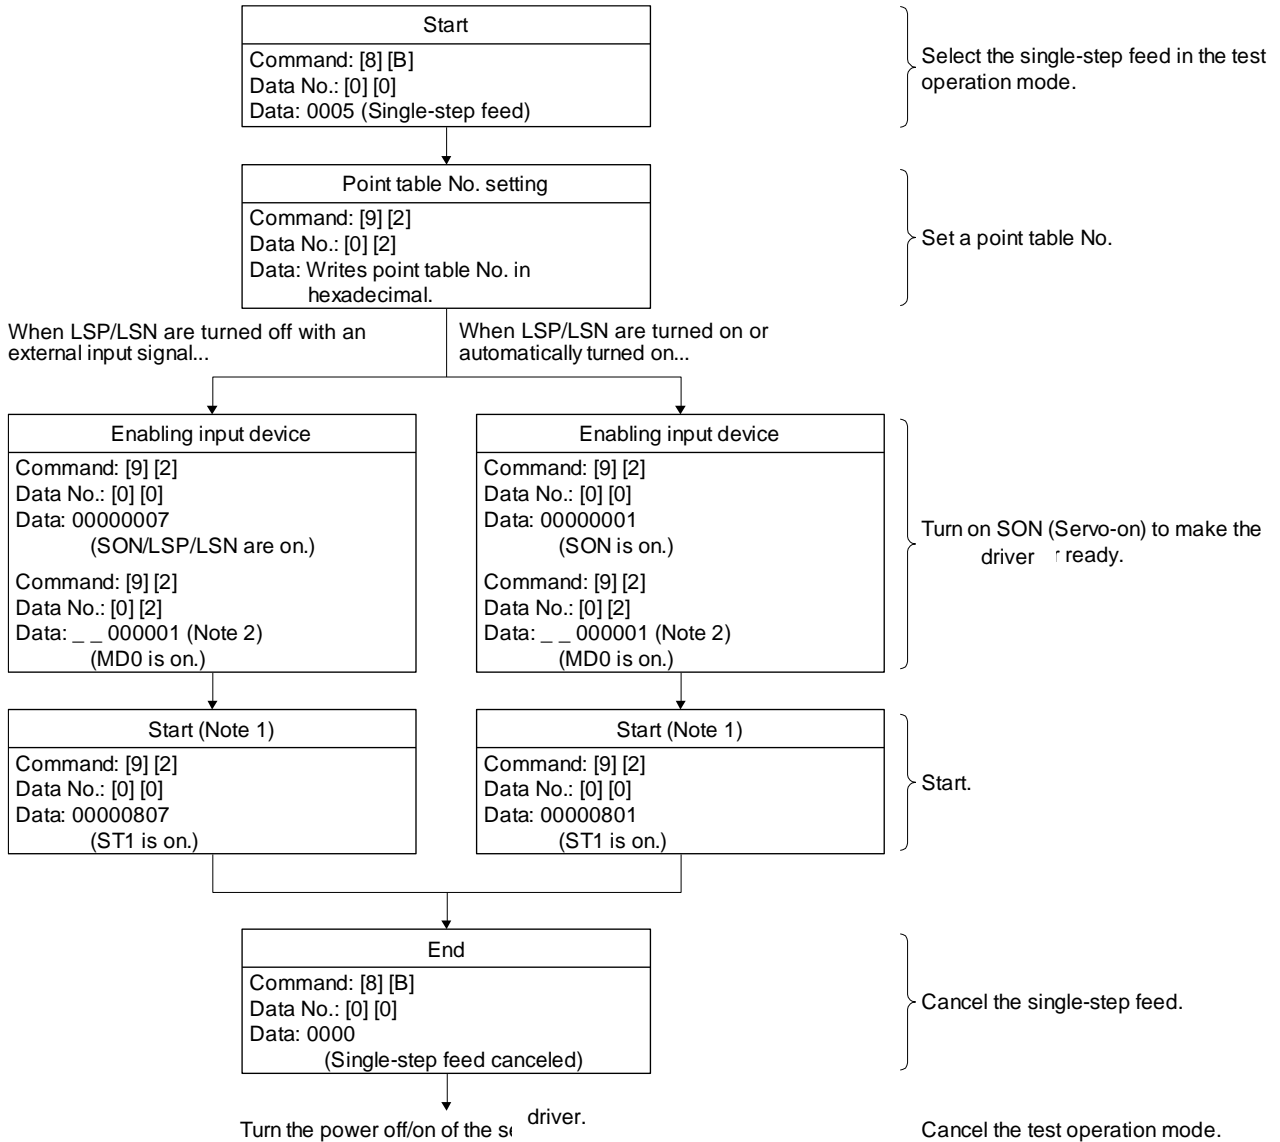 Start
Command: [8] [B]
Data No.: [0] [0]
Data: 0005 (Single-step feed)
Select the single-step feed in the test
operation mode.
Point table No. setting
Command: [9] [2]
Data No.: [0] [2]
Data: Writes point table No. in
hexadecimal.
Set a point table No.
When LSP/LSN are turned off with an
external input signal...
When LSP/LSN are turned on or
automatically turned on...
Enabling input device
Command: [9] [2]
Data No.: [0] [0]
Data: 00000007
(SON/LSP/LSN are on.)
Command: [9] [2]
Data No.: [0] [2]
Data: _ _ 000001 (Note 2)
(MD0 is on.)
Enabling input device
Command: [9] [2]
Data No.: [0] [0]
Data: 00000001
(SON is on.)
Command: [9] [2]
Data No.: [0] [2]
Data: _ _ 000001 (Note 2)
(MD0 is on.)
Turn on SON (Servo-on) to make the
driver ready.
Start (Note 1)
Command: [9] [2]
Data No.: [0] [0]
Data: 00000807
(ST1 is on.)
Start (Note 1)
Command: [9] [2]
Data No.: [0] [0]
Data: 00000801
(ST1 is on.)
Start.
End
Command: [8] [B]
Data No.: [0] [0]
Data: 0000
(Single-step feed canceled)
Cancel the single-step feed.
Turn the power off/on of the driver.
Cancel the test operation mode.